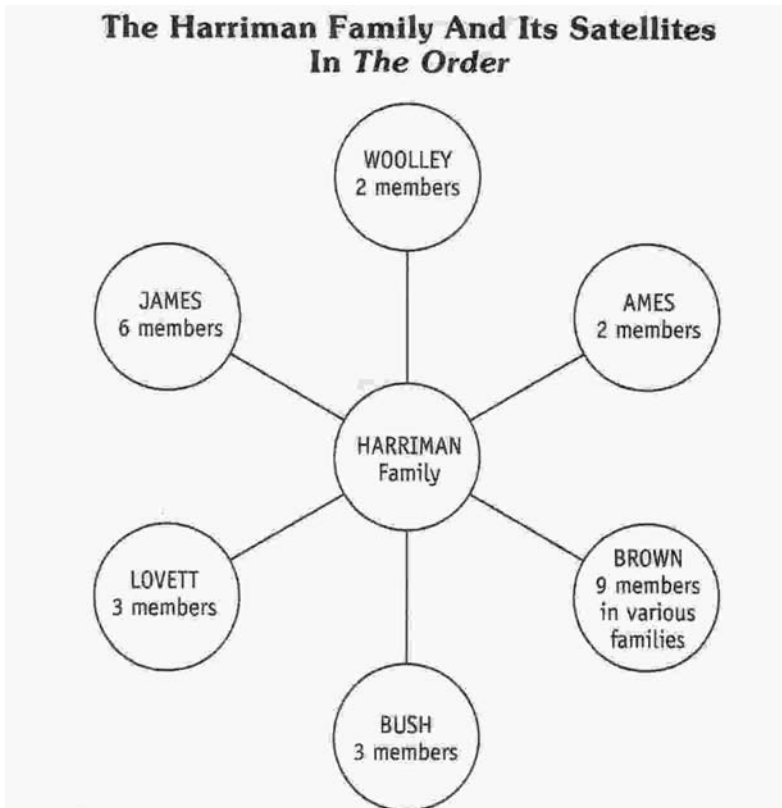 The Harriman Family And Its Satellites
In The Order
WOOLLEY
2 members
JAMES
6 members
AMES
2 members
HARRIMAN
Family
LOVETT
3 members
BROWN
9 members
in various
families
BUSH
3 members